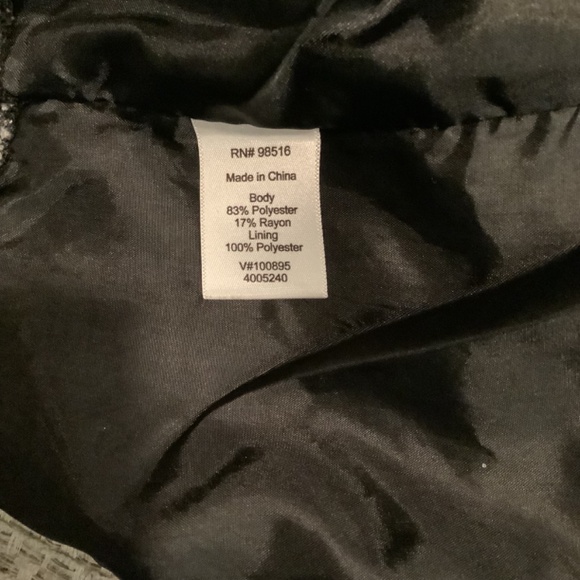 RN# 98516
Made in China
Body
83% Polyester
17% Rayon
Lining
100% Polyester
V#100895
4005240